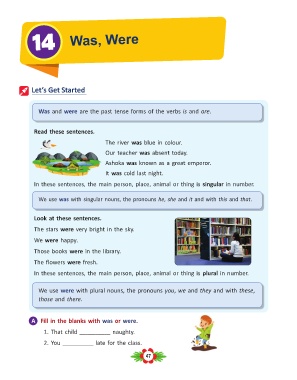 14
Was, Were
Let's Get Started
Was and were are the past tense forms of the verbs is and are.
Read these sentences.
The river was blue in colour.
Our teacher was absent today.
Ashoka was known as a great emperor.
It was cold last night.
In these sentences, the main person, place, animal or thing is singular in number.
We use was with singular nouns, the pronouns he, she and it and with this and that.
Look at these sentences.
The stars were very bright in the sky.
We were happy.
Those books were in the library.
The flowers were fresh.
In these sentences, the main person, place, animal or thing is plural in number.
We use were with plural nouns, the pronouns you, we and they and with these,
those and there.
A Fill in the blanks with was or were.
1. That child __________ naughty.
2. You __________ late for the class.
47